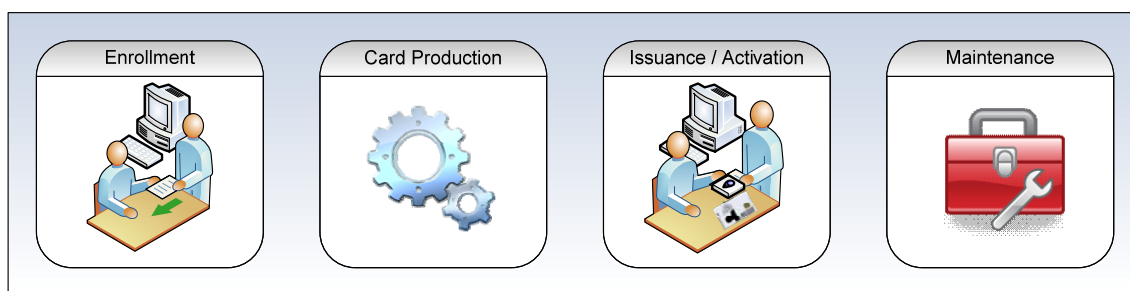 Enrollment
Card Production
Issuance / Activation
Maintenance